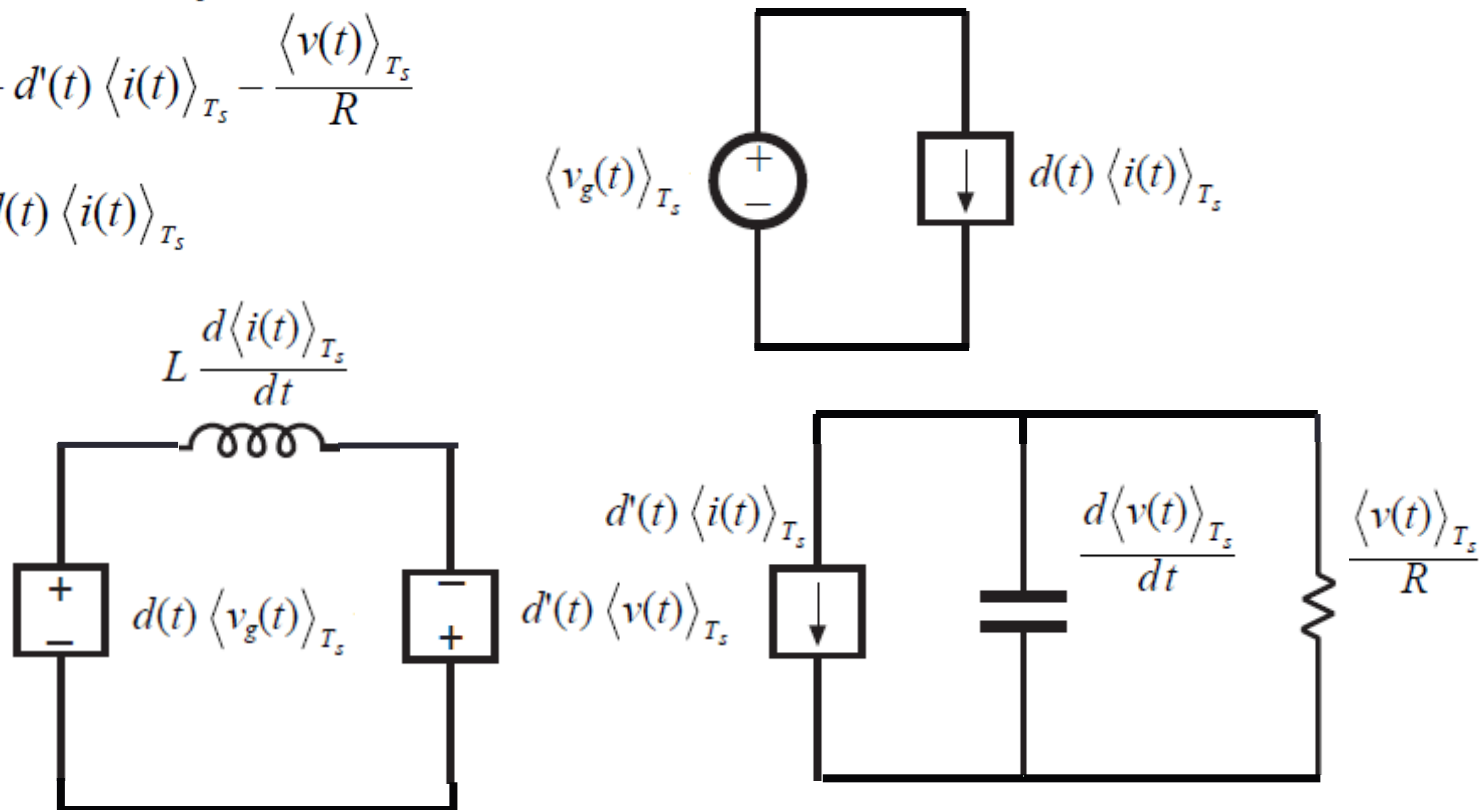 - d'(t) ⟨i(t)⟩_{T_s} - ⟨v(t)⟩_{T_s} / R
d(t) ⟨i(t)⟩_{T_s}
⟨v_g(t)⟩_{T_s} + − d(t) ⟨i(t)⟩_{T_s}
L d⟨i(t)⟩_{T_s} / dt
+ − d(t) ⟨v_g(t)⟩_{T_s} − + d'(t) ⟨v(t)⟩_{T_s}
d'(t) ⟨i(t)⟩_{T_s}
d⟨v(t)⟩_{T_s} / dt
⟨v(t)⟩_{T_s} / R